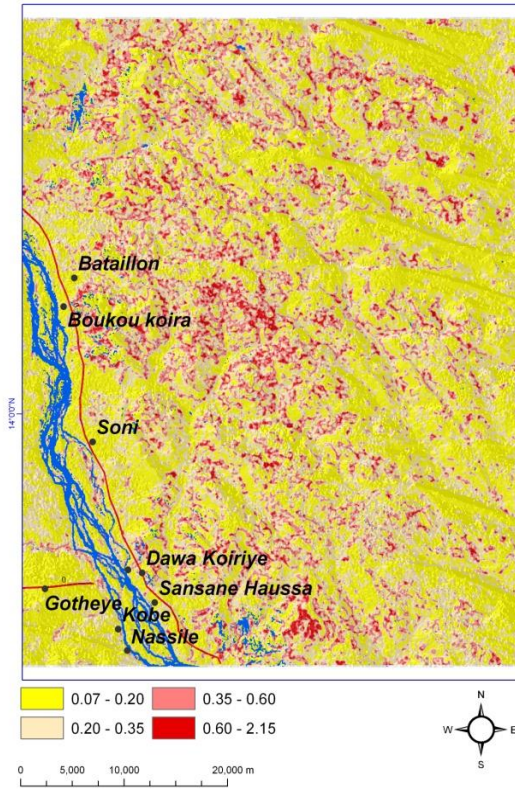 Bataillon
Boukou koira
14°0'0"N
Soni
Dawa Koiriye
0
Sansane Haussa
Gotheye
Kobe
Nassile
0.07 - 0.20
0.35 - 0.60
0.20 - 0.35
0.60 - 2.15
N
W
E
S
0
5,000
10,000
20,000 m